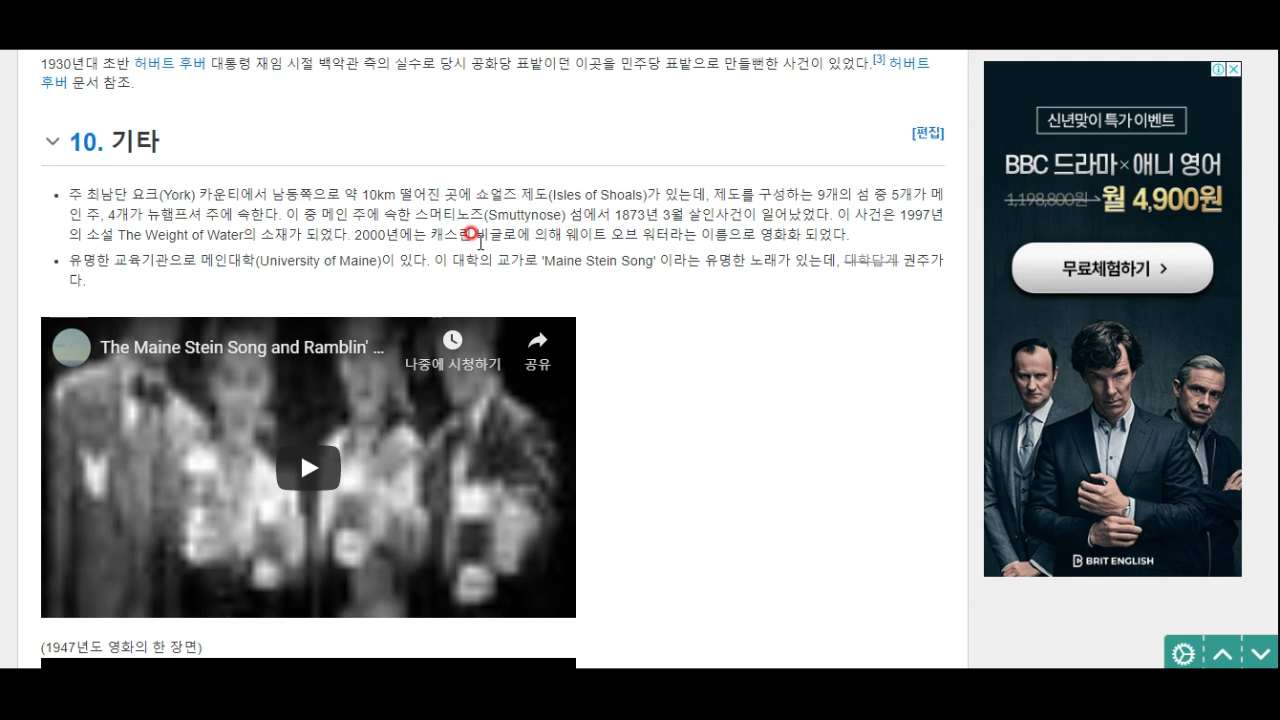 1930년대 초반 허버트 후버 대통령 재임 시절 백악관 측의 실수로 당시 공화당 표밭이던 이곳을 민주당 표밭으로 만들뻔한 사건이 있었다.[3] 허버트
후버 문서 참조.
10. 기타
[편집]
주 최남단 요크(York) 카운티에서 남동쪽으로 약 10km 떨어진 곳에 쇼얼즈 제도(Isles of Shoals)가 있는데, 제도를 구성하는 9개의 섬 중 5개가 메
인 주, 4개가 뉴햄프셔 주에 속한다. 이 중 메인 주에 속한 스머티노즈(Smuttynose) 섬에서 1873년 3월 살인사건이 일어났었다. 이 사건은 1997년
의 소설 The Weight of Water의 소재가 되었다. 2000년에는 캐스린 비글로에 의해 웨이트 오브 워터라는 이름으로 영화화 되었다.
유명한 교육기관으로 메인대학(University of Maine)이 있다. 이 대학의 교가로 'Maine Stein Song' 이라는 유명한 노래가 있는데, 대학답게 권주가
다.
The Maine Stein Song and Ramblin' ...
나중에 시청하기
공유
(1947년도 영화의 한 장면)
신년맞이 특가 이벤트
BBC 드라마×애니 영어
1,198,800원 월 4,900원
무료체험하기 >
BRIT ENGLISH